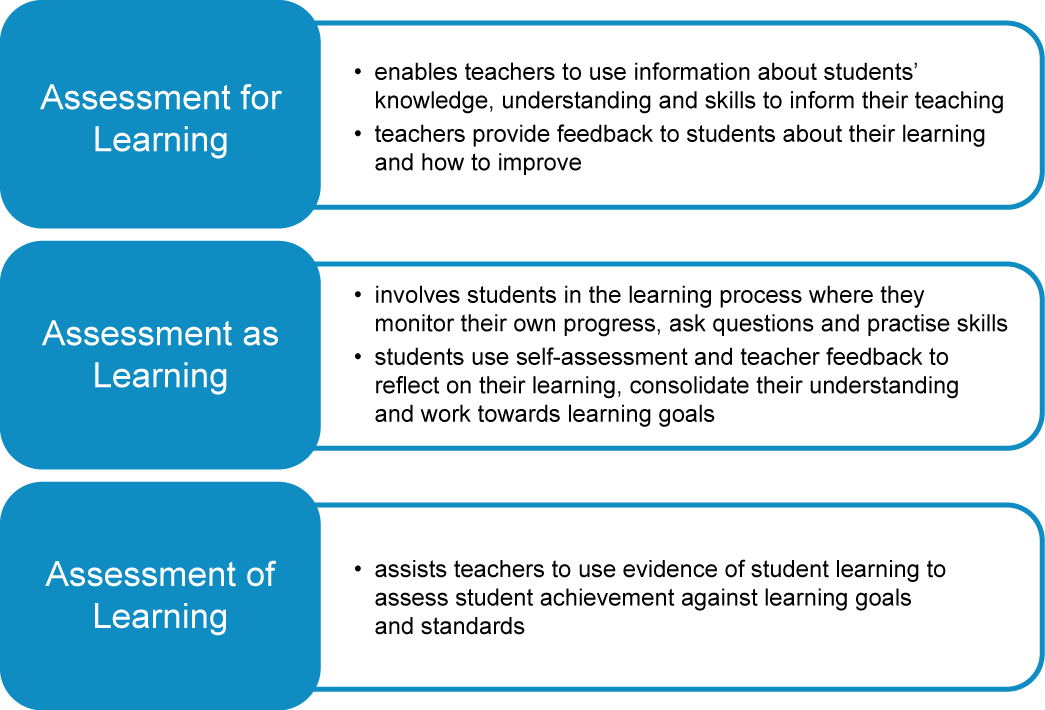 Assessment for
Learning
• enables teachers to use information about students’
knowledge, understanding and skills to inform their teaching
• teachers provide feedback to students about their learning
and how to improve
Assessment as
Learning
• involves students in the learning process where they
monitor their own progress, ask questions and practise skills
• students use self-assessment and teacher feedback to
reflect on their learning, consolidate their understanding
and work towards learning goals
Assessment of
Learning
• assists teachers to use evidence of student learning to
assess student achievement against learning goals
and standards